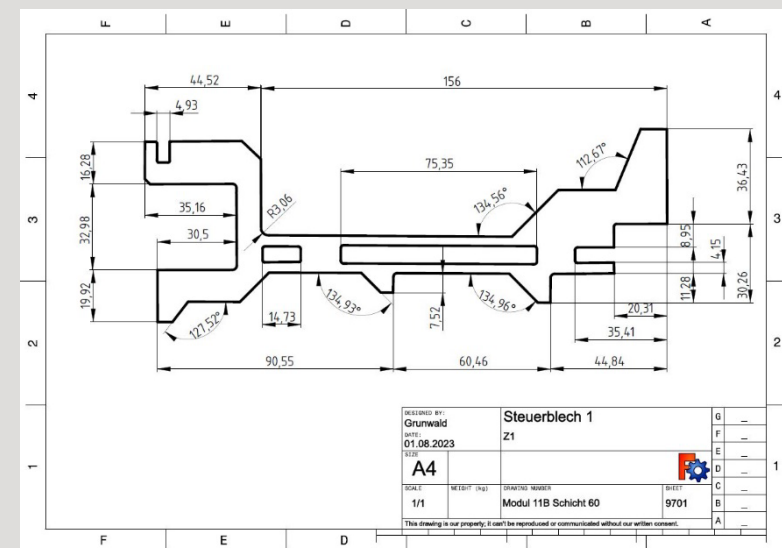 F E D C B A
44,52 156
4 4
4,93
16,28 75,35 112,67° 36,43
134,56°
35,16 R3,06
3 3
32,98 30,5 8,95 4,15
19,92 127,52° 134,93° 134,96° 11,28 30,26
14,73 7,52 20,31
2 35,41 2
90,55 60,46 44,84
DESIGNED BY: Steuerblech 1 G _
Grunwald Z1 F _
DATE: E _
01.08.2023
SIZE D _
A4
1 1
SCALE WEIGHT (kg) DRAWING NUMBER SHEET C _
1/1 Modul 11B Schicht 60 9701 B _
This drawing is our property; it can't be reproduced or communicated without our written consent. A _
F E D